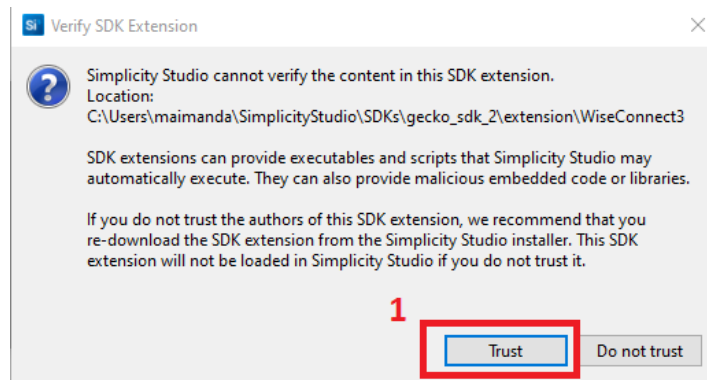 Si Verify SDK Extension
Simplicity Studio cannot verify the content in this SDK extension.
Location:
C:\Users\maimanda\SimplicityStudio\SDKs\gecko_sdk_2\extension\WiseConnect3
SDK extensions can provide executables and scripts that Simplicity Studio may
automatically execute. They can also provide malicious embedded code or libraries.
If you do not trust the authors of this SDK extension, we recommend that you
re-download the SDK extension from the Simplicity Studio installer. This SDK
extension will not be loaded in Simplicity Studio if you do not trust it.
1
Trust Do not trust